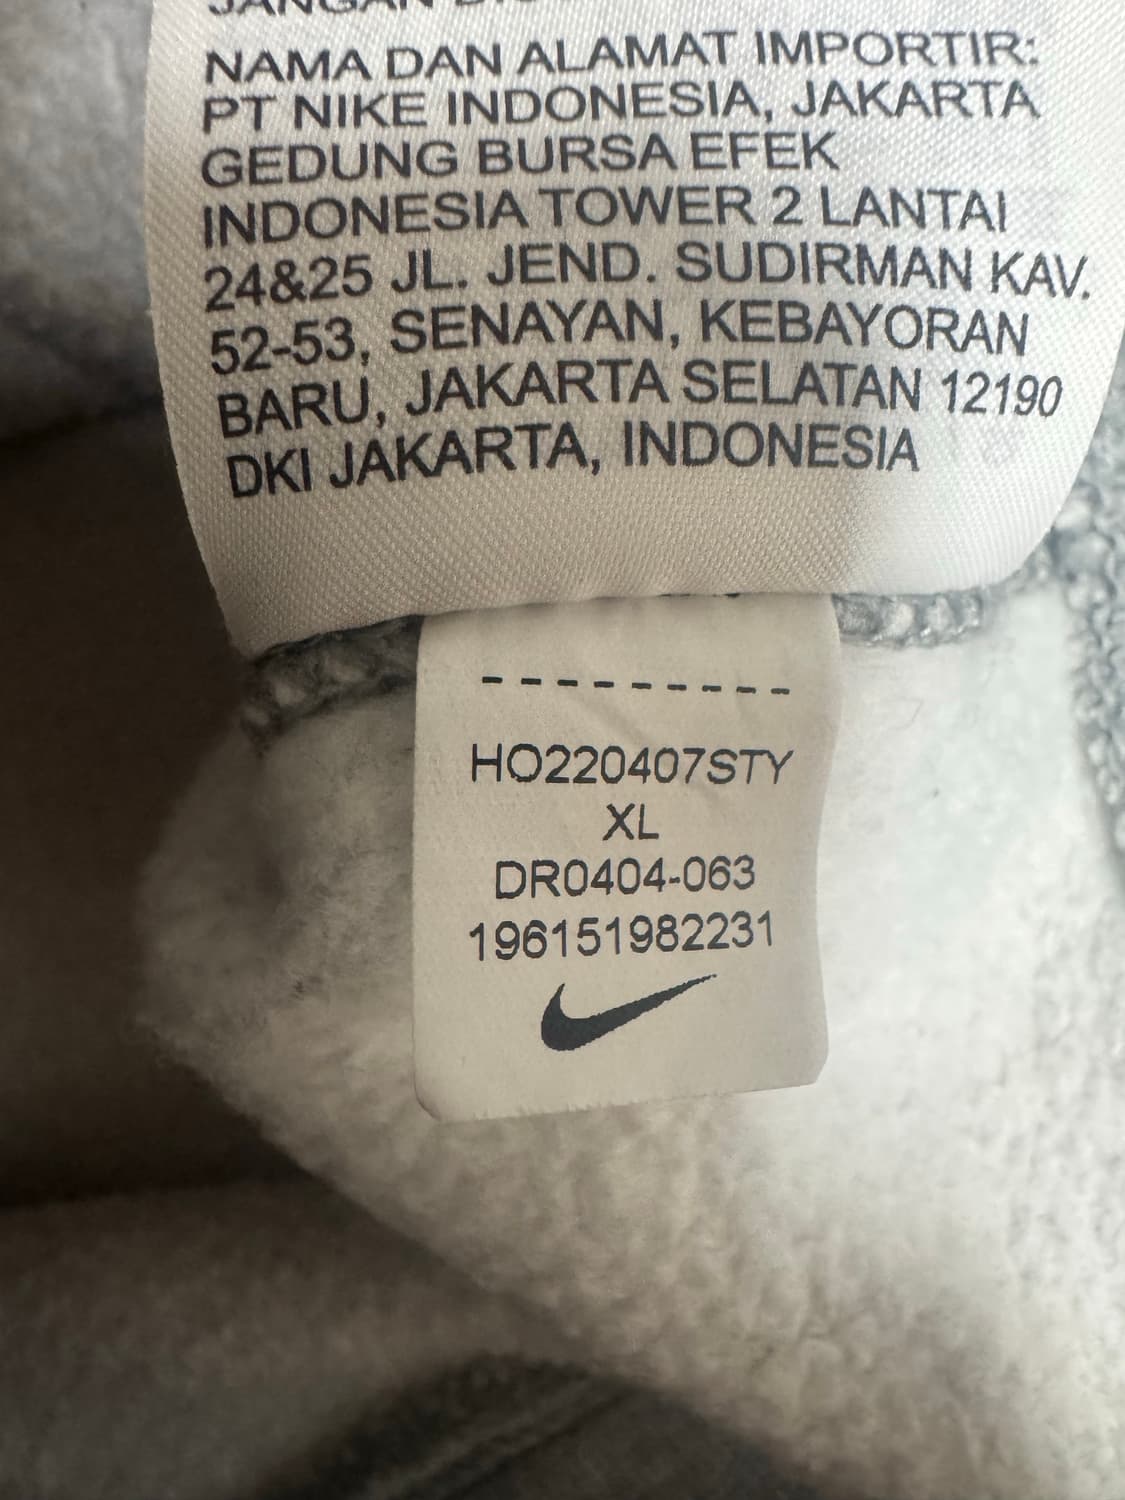 JANGAN
NAMA DAN ALAMAT IMPORTIR:
PT NIKE INDONESIA, JAKARTA
GEDUNG BURSA EFEK
INDONESIA TOWER 2 LANTAI
24&25 JL. JEND. SUDIRMAN KAV.
52-53, SENAYAN, KEBAYORAN
BARU, JAKARTA SELATAN 12190
DKI JAKARTA, INDONESIA
HO220407STY
XL
DR0404-063
196151982231